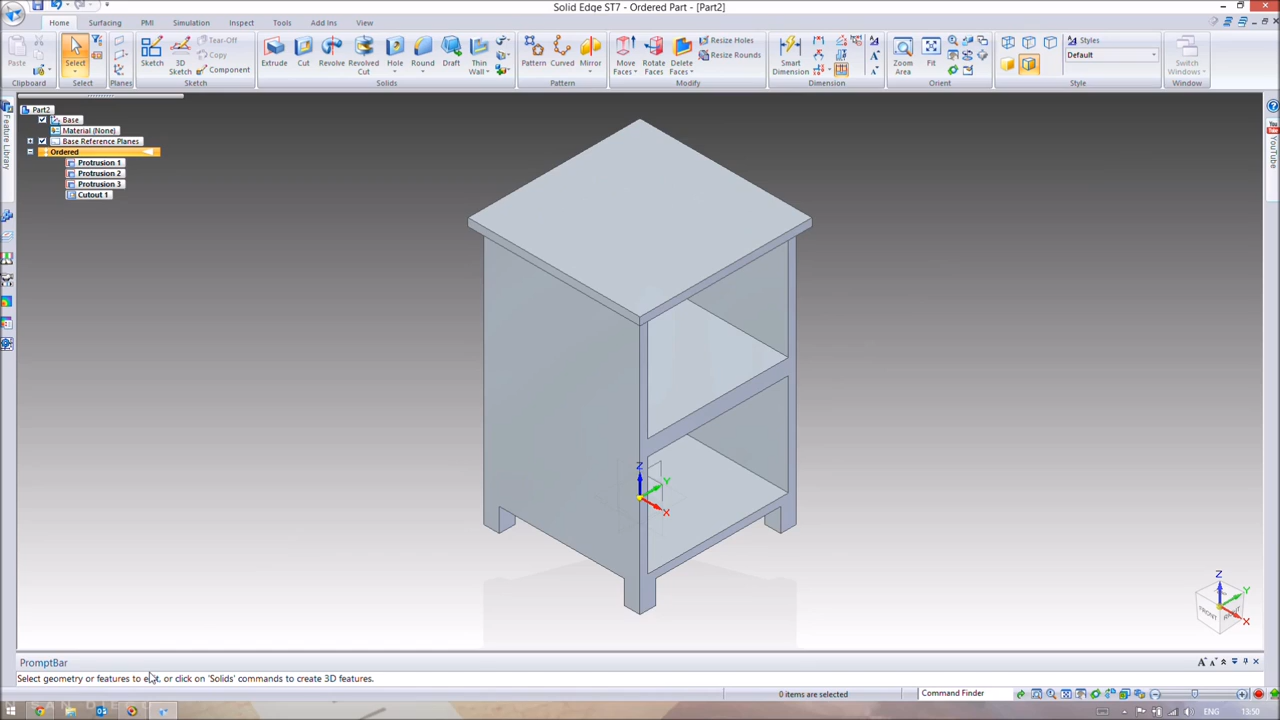 Solid Edge ST7 - Ordered Part - [Part2]
Home Surfacing PMI Simulation Inspect Tools Add Ins View
Paste
Select
Sketch
3D Sketch
Tear-Off
Copy
Component
Extrude
Cut
Revolve
Revolved Cut
Hole
Round
Draft
Thin Wall
Pattern
Curved
Mirror
Move Faces
Rotate Faces
Delete Faces
Resize Holes
Resize Rounds
Smart Dimension
Zoom Area
Fit
Styles
Default
Switch Windows
Clipboard Select Planes Sketch Solids Pattern Modify Dimension Orient Style Window
Feature Library
YouTube
Part2
Base
Material (None)
Base Reference Planes
Ordered
Protrusion 1
Protrusion 2
Protrusion 3
Cutout 1
Z
Y
X
Z
Y
X
FRONT
RIGHT
PromptBar
Select geometry or features to edit, or click on 'Solids' commands to create 3D features.
0 items are selected
Command Finder
ENG
13:50